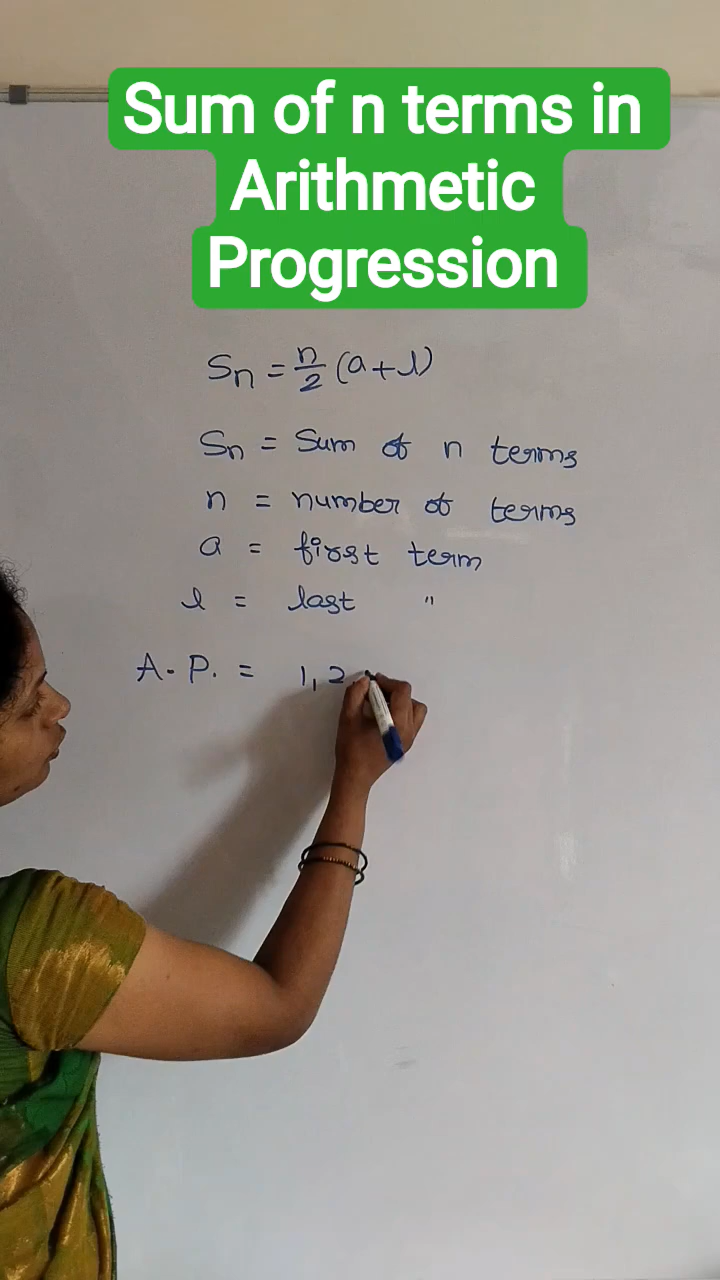 Sum of n terms in
Arithmetic
Progression
Sn = n/2 (a+l)
Sn = Sum of n terms
n = number of terms
a = first term
l = last "
A.P. = 1, 2,